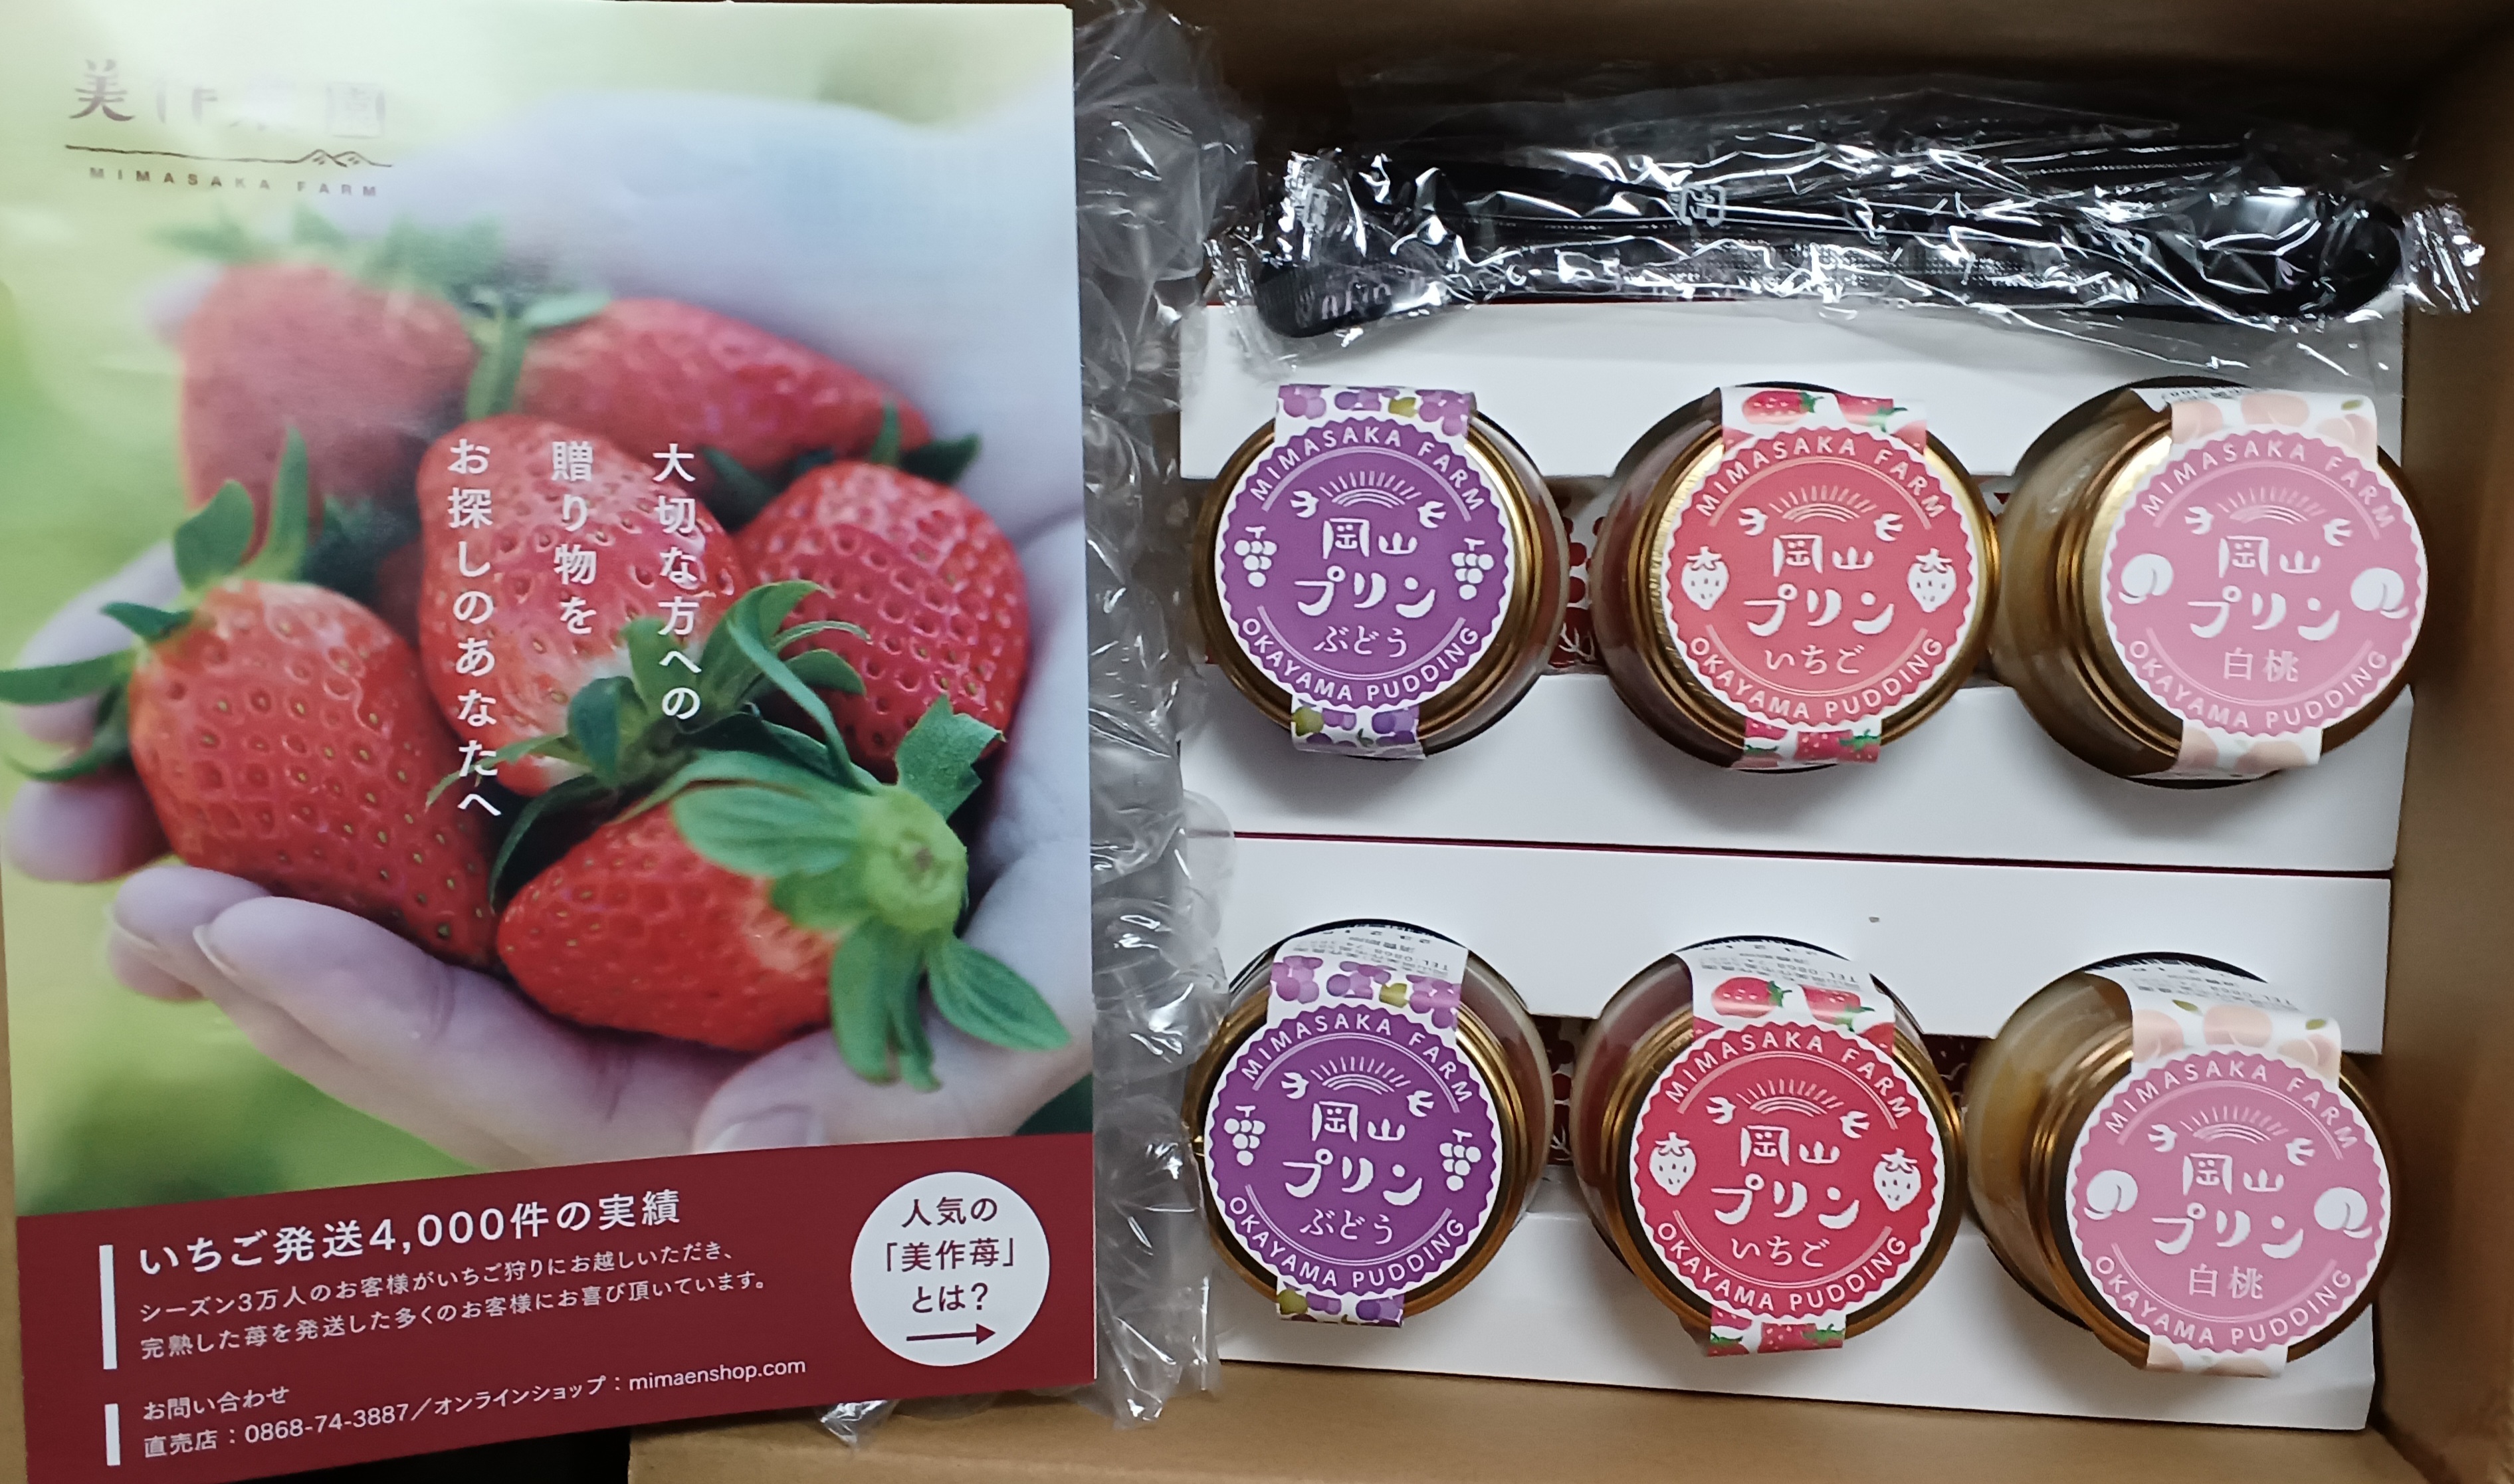 美作農園
MIMASAKA FARM
大切な方への
贈り物を
お探しのあなたへ
いちご発送4,000件の実績
シーズン3万人のお客様がいちご狩りにお越しいただき、
完熟した苺を発送した多くのお客様にお喜び頂いています。
お問い合わせ
直売店：0868-74-3887／オンラインショップ：mimaenshop.com
人気の
「美作苺」
とは？
MIMASAKA FARM
岡山
プリン
ぶどう
OKAYAMA PUDDING
MIMASAKA FARM
岡山
プリン
いちご
OKAYAMA PUDDING
MIMASAKA FARM
岡山
プリン
白桃
OKAYAMA PUDDING
MIMASAKA FARM
岡山
プリン
ぶどう
OKAYAMA PUDDING
MIMASAKA FARM
岡山
プリン
いちご
OKAYAMA PUDDING
MIMASAKA FARM
岡山
プリン
白桃
OKAYAMA PUDDING